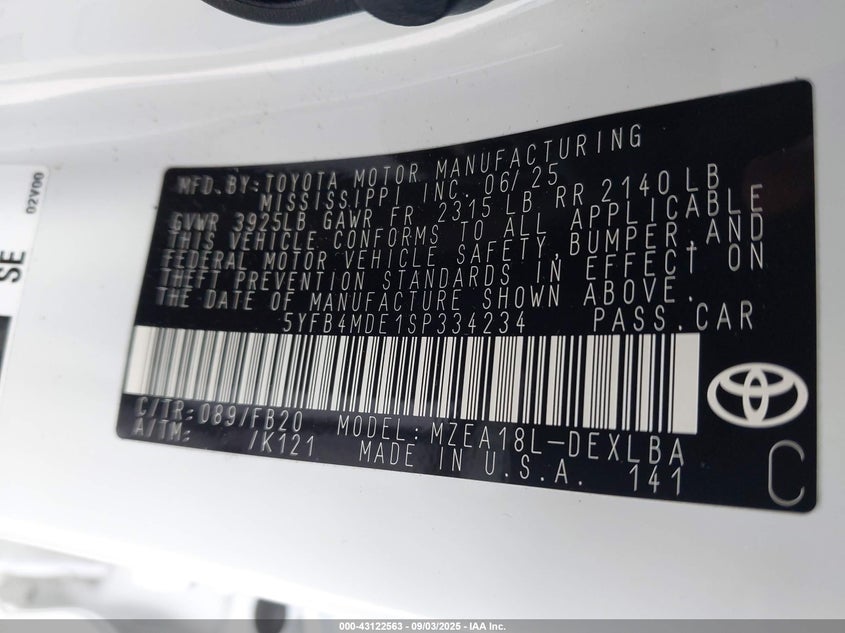 MFD. BY: TOYOTA MOTOR MANUFACTURING
MISSISSIPPI INC. 06/25
GVWR 3925LB GAWR FR 2315 LB RR 2140 LB
THIS VEHICLE CONFORMS TO ALL APPLICABLE
FEDERAL MOTOR VEHICLE SAFETY, BUMPER, AND
THEFT PREVENTION STANDARDS IN EFFECT ON
THE DATE OF MANUFACTURE SHOWN ABOVE.
5YFB4MDE1SP334234 PASS.CAR
C/TR: 089/FB20 MODEL: MZEA18L-DEXLBA
A/TM: /K121 MADE IN U.S.A. 141
C
SE
02V00
000-43122563 - 09/03/2025 - IAA Inc.